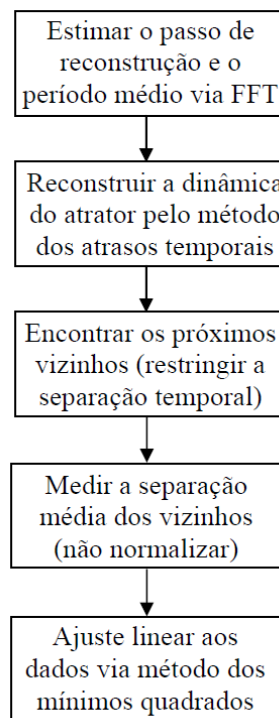 Estimar o passo de
reconstrução e o
período médio via FFT
Reconstruir a dinâmica
do atrator pelo método
dos atrasos temporais
Encontrar os próximos
vizinhos (restringir a
separação temporal)
Medir a separação
média dos vizinhos
(não normalizar)
Ajuste linear aos
dados via método dos
mínimos quadrados